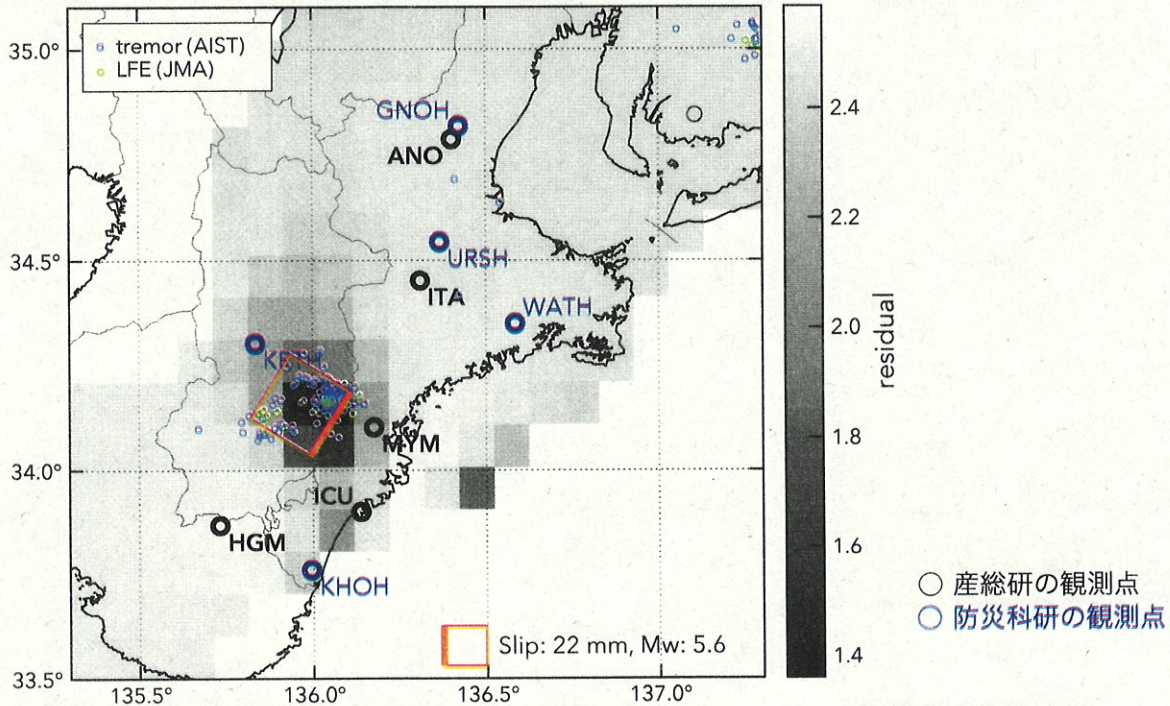 35.0°
34.5°
34.0°
33.5°
135.5°
136.0°
136.5°
137.0°
tremor (AIST)
LFE (JMA)
GNOH
ANO
URSH
ITA
WATH
MYM
ICU
HGM
KHOH
Slip: 22 mm, Mw: 5.6
2.4
2.2
2.0
1.8
1.6
1.4
residual
産総研の観測点
防災科研の観測点